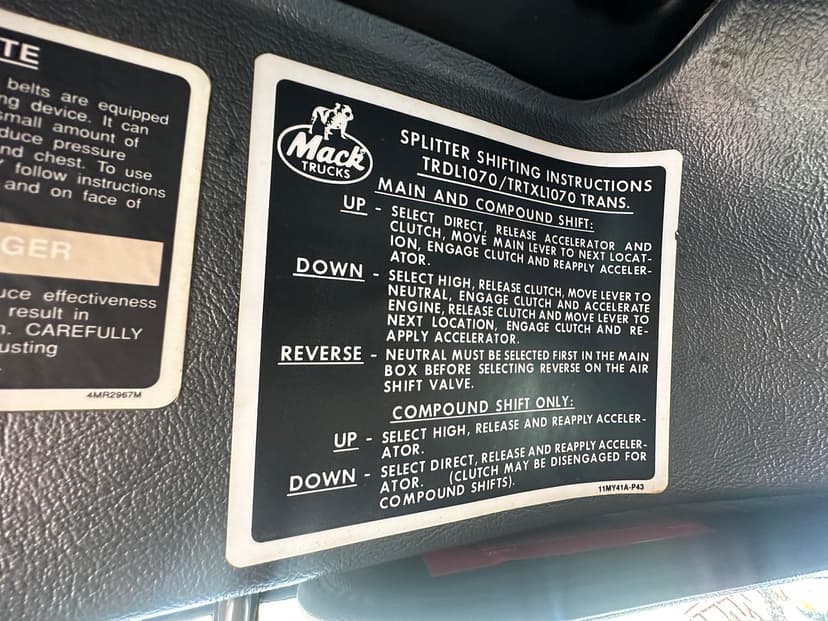 TE
belts are equipped
ng device. It can
small amount of
duce pressure
nd chest. To use
follow instructions
and on face of
GER
uce effectiveness
result in
n. CAREFULLY
usting
4MR2967M
Mack
TRUCKS
SPLITTER SHIFTING INSTRUCTIONS
TRDL1070/TRTXL1070 TRANS.
MAIN AND COMPOUND SHIFT:
UP - SELECT DIRECT, RELEASE ACCELERATOR AND
CLUTCH, MOVE MAIN LEVER TO NEXT LOCAT-
ION, ENGAGE CLUTCH AND REAPPLY ACCELER-
ATOR.
DOWN - SELECT HIGH, RELEASE CLUTCH, MOVE LEVER TO
NEUTRAL, ENGAGE CLUTCH AND ACCELERATE
ENGINE, RELEASE CLUTCH AND MOVE LEVER TO
NEXT LOCATION, ENGAGE CLUTCH AND RE-
APPLY ACCELERATOR.
REVERSE - NEUTRAL MUST BE SELECTED FIRST IN THE MAIN
BOX BEFORE SELECTING REVERSE ON THE AIR
SHIFT VALVE.
COMPOUND SHIFT ONLY:
UP - SELECT HIGH, RELEASE AND REAPPLY ACCELER-
ATOR.
DOWN - SELECT DIRECT, RELEASE AND REAPPLY ACCELER-
ATOR. (CLUTCH MAY BE DISENGAGED FOR
COMPOUND SHIFTS).
11MY41A-P43